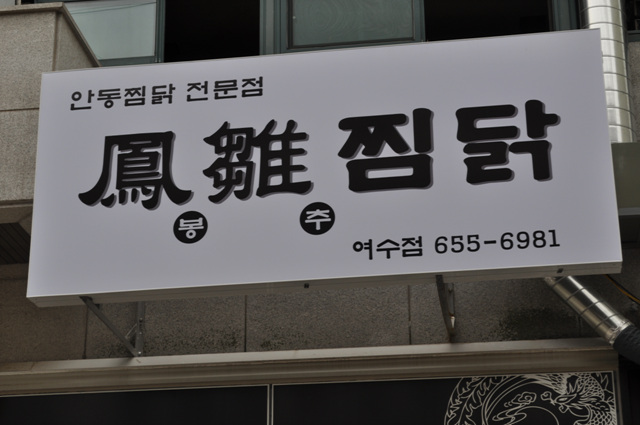 안동찜닭 전문점
鳳雛찜닭
봉추
여수점 655-6981